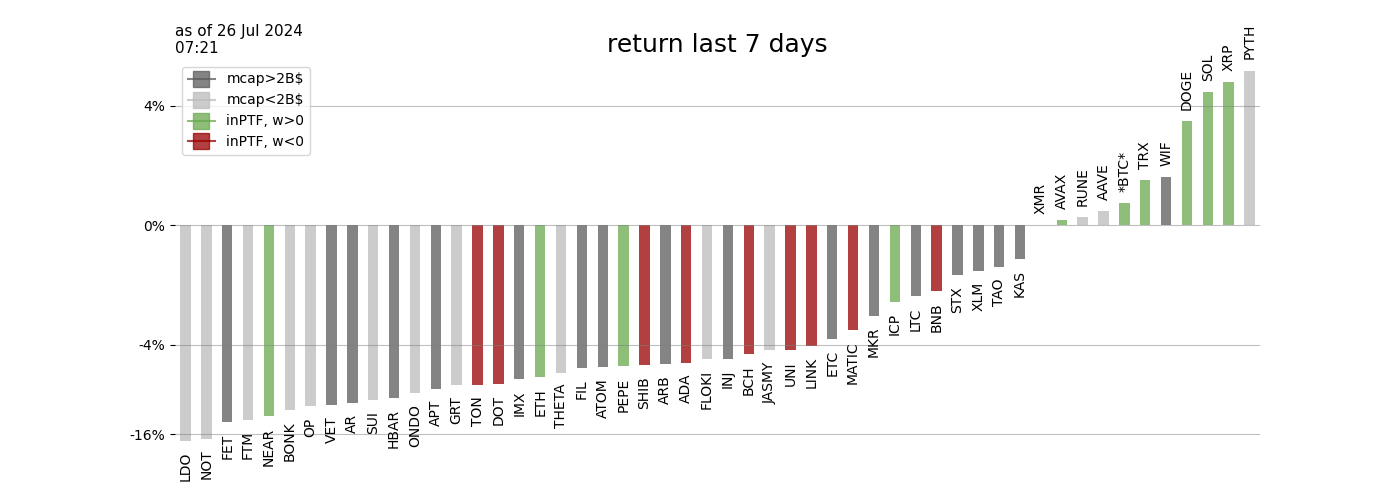 as of 26 Jul 2024
07:21
return last 7 days
mcap>2B$
mcap<2B$
inPTF, w>0
inPTF, w<0
4%
0%
-4%
-16%
LDO
NOT
FET
FTM
NEAR
BONK
OP
VET
AR
SUI
HBAR
ONDO
APT
GRT
TON
DOT
IMX
ETH
THETA
FIL
ATOM
PEPE
SHIB
ARB
ADA
FLOKI
INJ
BCH
JASMY
UNI
LINK
ETC
MATIC
MKR
ICP
LTC
BNB
STX
XLM
TAO
KAS
XMR
AVAX
RUNE
AAVE
*BTC*
TRX
WIF
DOGE
SOL
XRP
PYTH